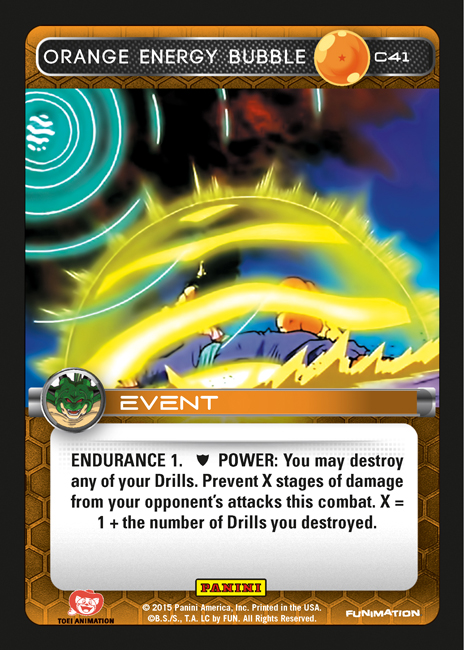 ORANGE ENERGY BUBBLE C41
EVENT
ENDURANCE 1. POWER: You may destroy
any of your Drills. Prevent X stages of damage
from your opponent's attacks this combat. X =
1 + the number of Drills you destroyed.
PANINI
TOEI ANIMATION
© 2015 Panini America, Inc. Printed in the USA.
©B.S./S., T.A. LC by FUN. All Rights Reserved.
FUNIMATION